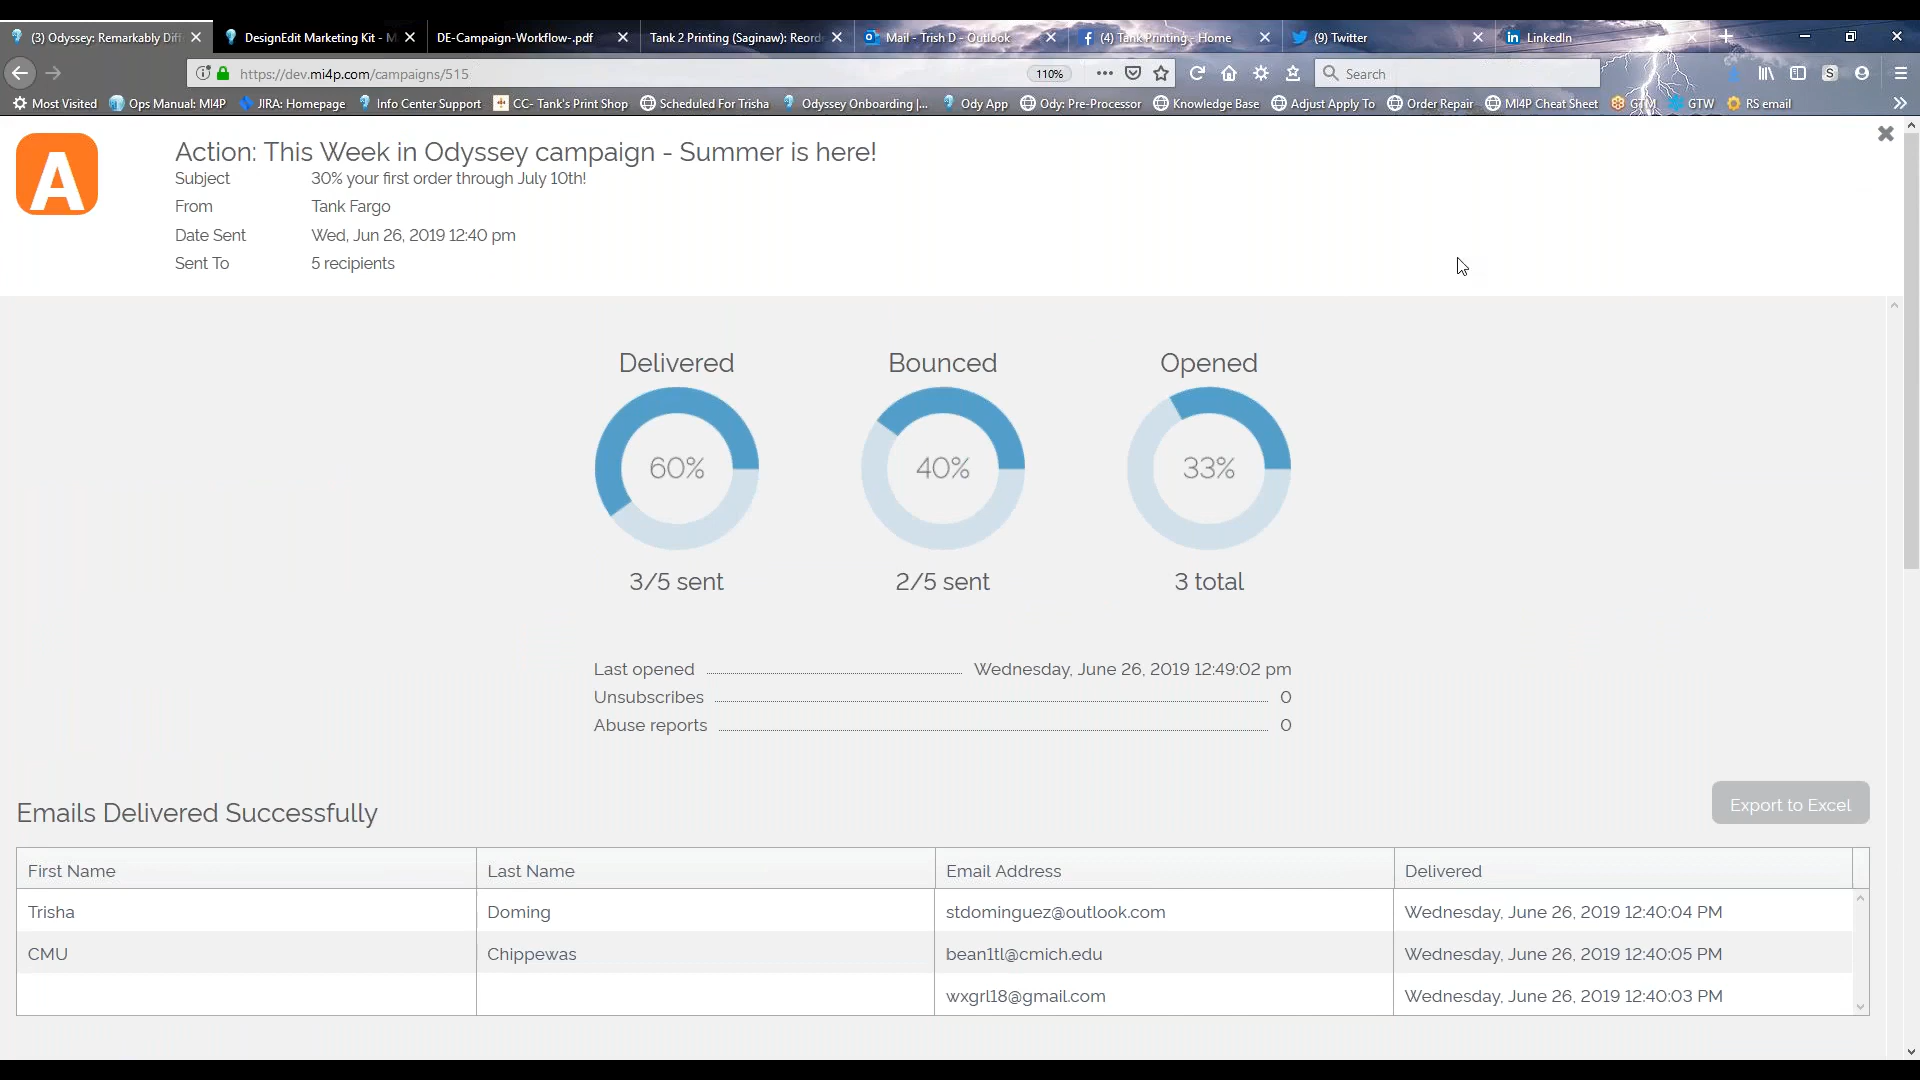 (3) Odyssey: Remarkably Diff
DesignEdit Marketing Kit - M
DE-Campaign-Workflow-.pdf
Tank 2 Printing (Saginaw): Reord
Mail - Trish D - Outlook
(4) Tank Printing - Home
(9) Twitter
LinkedIn
https://dev.mi4p.com/campaigns/515
110%
Search
Most Visited
Ops Manual: MI4P
JIRA: Homepage
Info Center Support
CC- Tank's Print Shop
Scheduled For Trisha
Odyssey Onboarding |...
Ody App
Ody: Pre-Processor
Knowledge Base
Adjust Apply To
Order Repair
MI4P Cheat Sheet
GTM
GTW
RS email
A
Action: This Week in Odyssey campaign - Summer is here!
Subject 30% your first order through July 10th!
From Tank Fargo
Date Sent Wed, Jun 26, 2019 12:40 pm
Sent To 5 recipients
Delivered Bounced Opened
60% 40% 33%
3/5 sent 2/5 sent 3 total
Last opened Wednesday, June 26, 2019 12:49:02 pm
Unsubscribes 0
Abuse reports 0
Emails Delivered Successfully
Export to Excel
First Name Last Name Email Address Delivered
Trisha Doming stdominguez@outlook.com Wednesday, June 26, 2019 12:40:04 PM
CMU Chippewas bean1tl@cmich.edu Wednesday, June 26, 2019 12:40:05 PM
wxgrl18@gmail.com Wednesday, June 26, 2019 12:40:03 PM